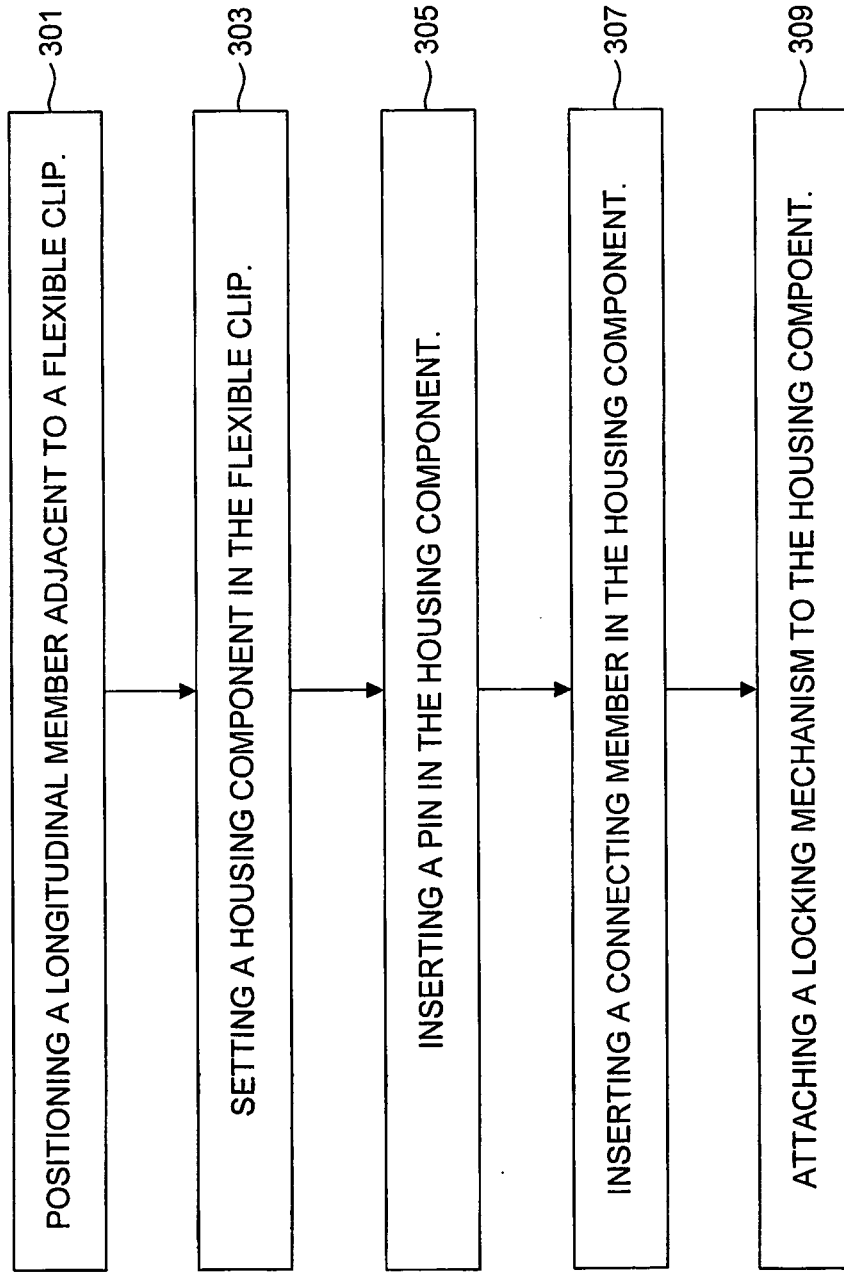 POSITIONING A LONGITUDINAL MEMBER ADJACENT TO A FLEXIBLE CLIP.
301
SETTING A HOUSING COMPONENT IN THE FLEXIBLE CLIP.
303
INSERTING A PIN IN THE HOUSING COMPONENT.
305
INSERTING A CONNECTING MEMBER IN THE HOUSING COMPONENT.
307
ATTACHING A LOCKING MECHANISM TO THE HOUSING COMPOENT.
309